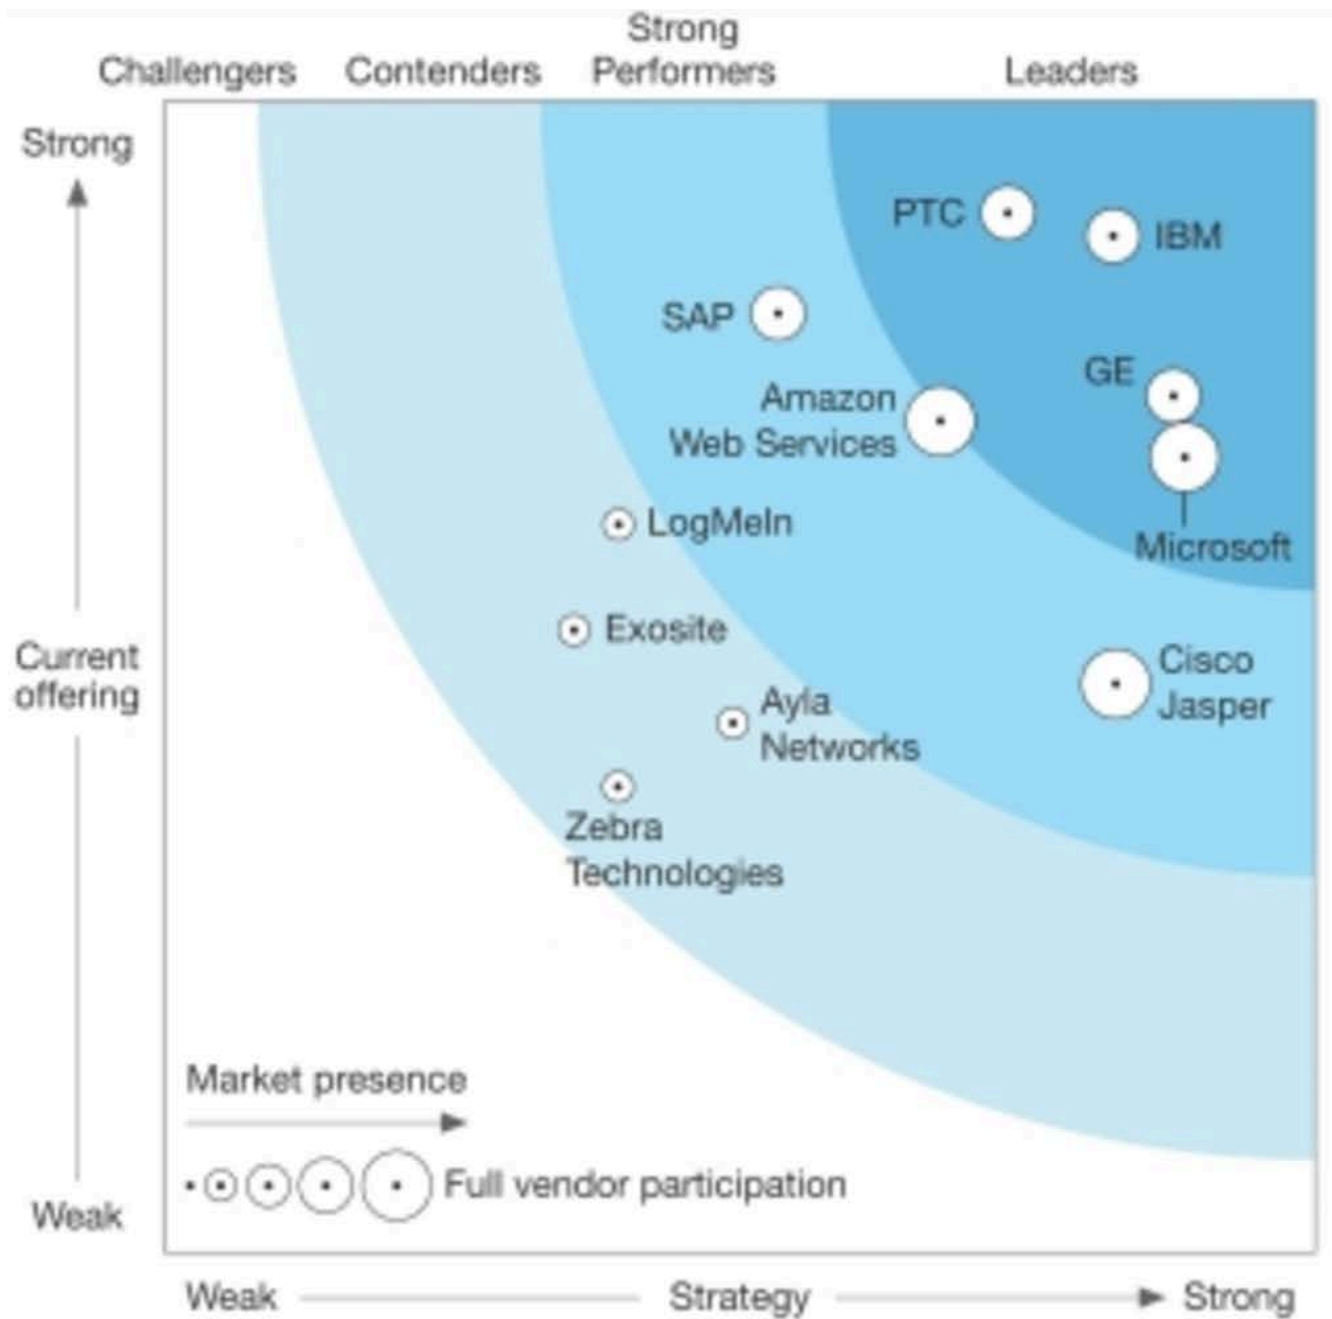 Strong
Challengers Contenders Performers Leaders
Strong
PTC
IBM
SAP
GE
Amazon
Web Services
LogMeIn
Microsoft
Exosite
Current
offering
Cisco
Jasper
Ayla
Networks
Zebra
Technologies
Market presence
Full vendor participation
Weak
Weak Strategy Strong